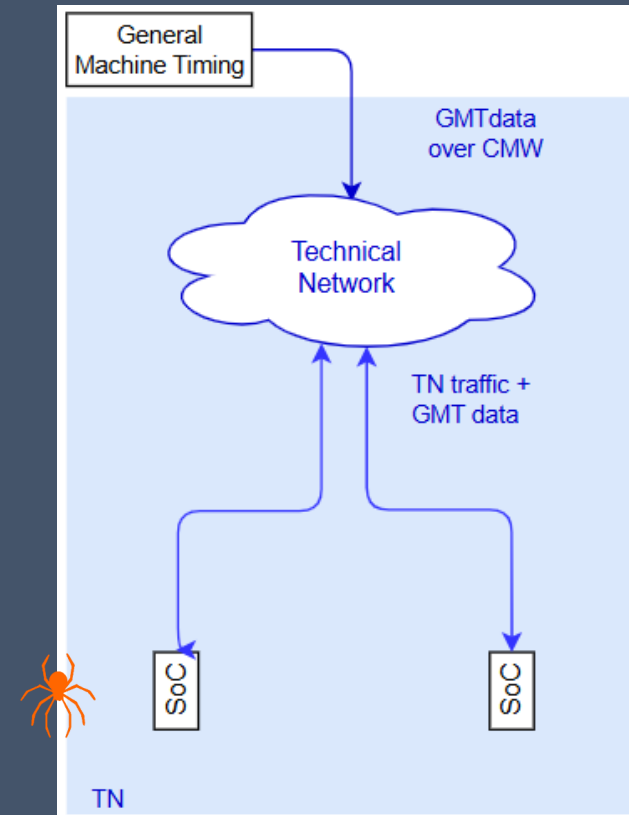 General
Machine Timing
GMTdata
over CMW
Technical
Network
TN traffic +
GMT data
SoC
SoC
TN